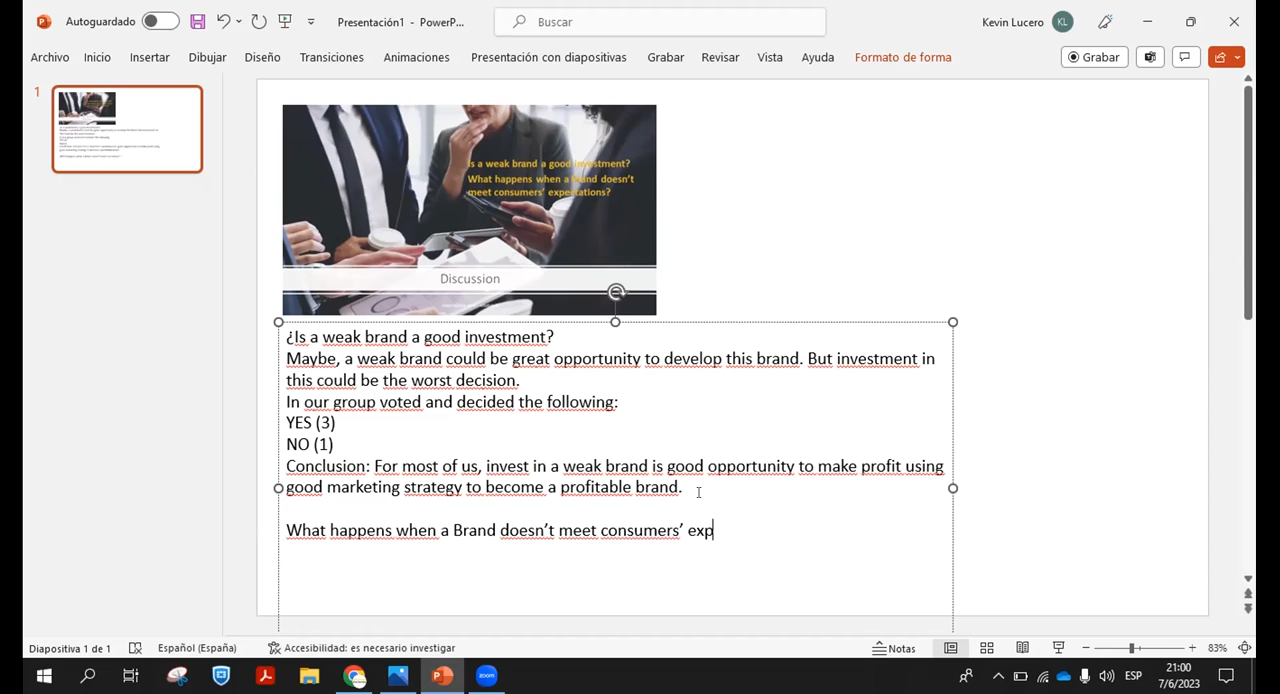 Autoguardado
Presentación1 - PowerP...
Buscar
Kevin Lucero
KL
Archivo Inicio Insertar Dibujar Diseño Transiciones Animaciones Presentación con diapositivas Grabar Revisar Vista Ayuda Formato de forma
Grabar
1
Is a weak brand a good investment?
What happens when a brand doesn't
meet consumers' expectations?
Discussion
¿Is a weak brand a good investment?
Maybe, a weak brand could be great opportunity to develop this brand. But investment in
this could be the worst decision.
In our group voted and decided the following:
YES (3)
NO (1)
Conclusion: For most of us, invest in a weak brand is good opportunity to make profit using
good marketing strategy to become a profitable brand.
What happens when a Brand doesn't meet consumers' exp
Diapositiva 1 de 1
Español (España)
Accesibilidad: es necesario investigar
Notas
83%
zoom
ESP
21:00
7/6/2023